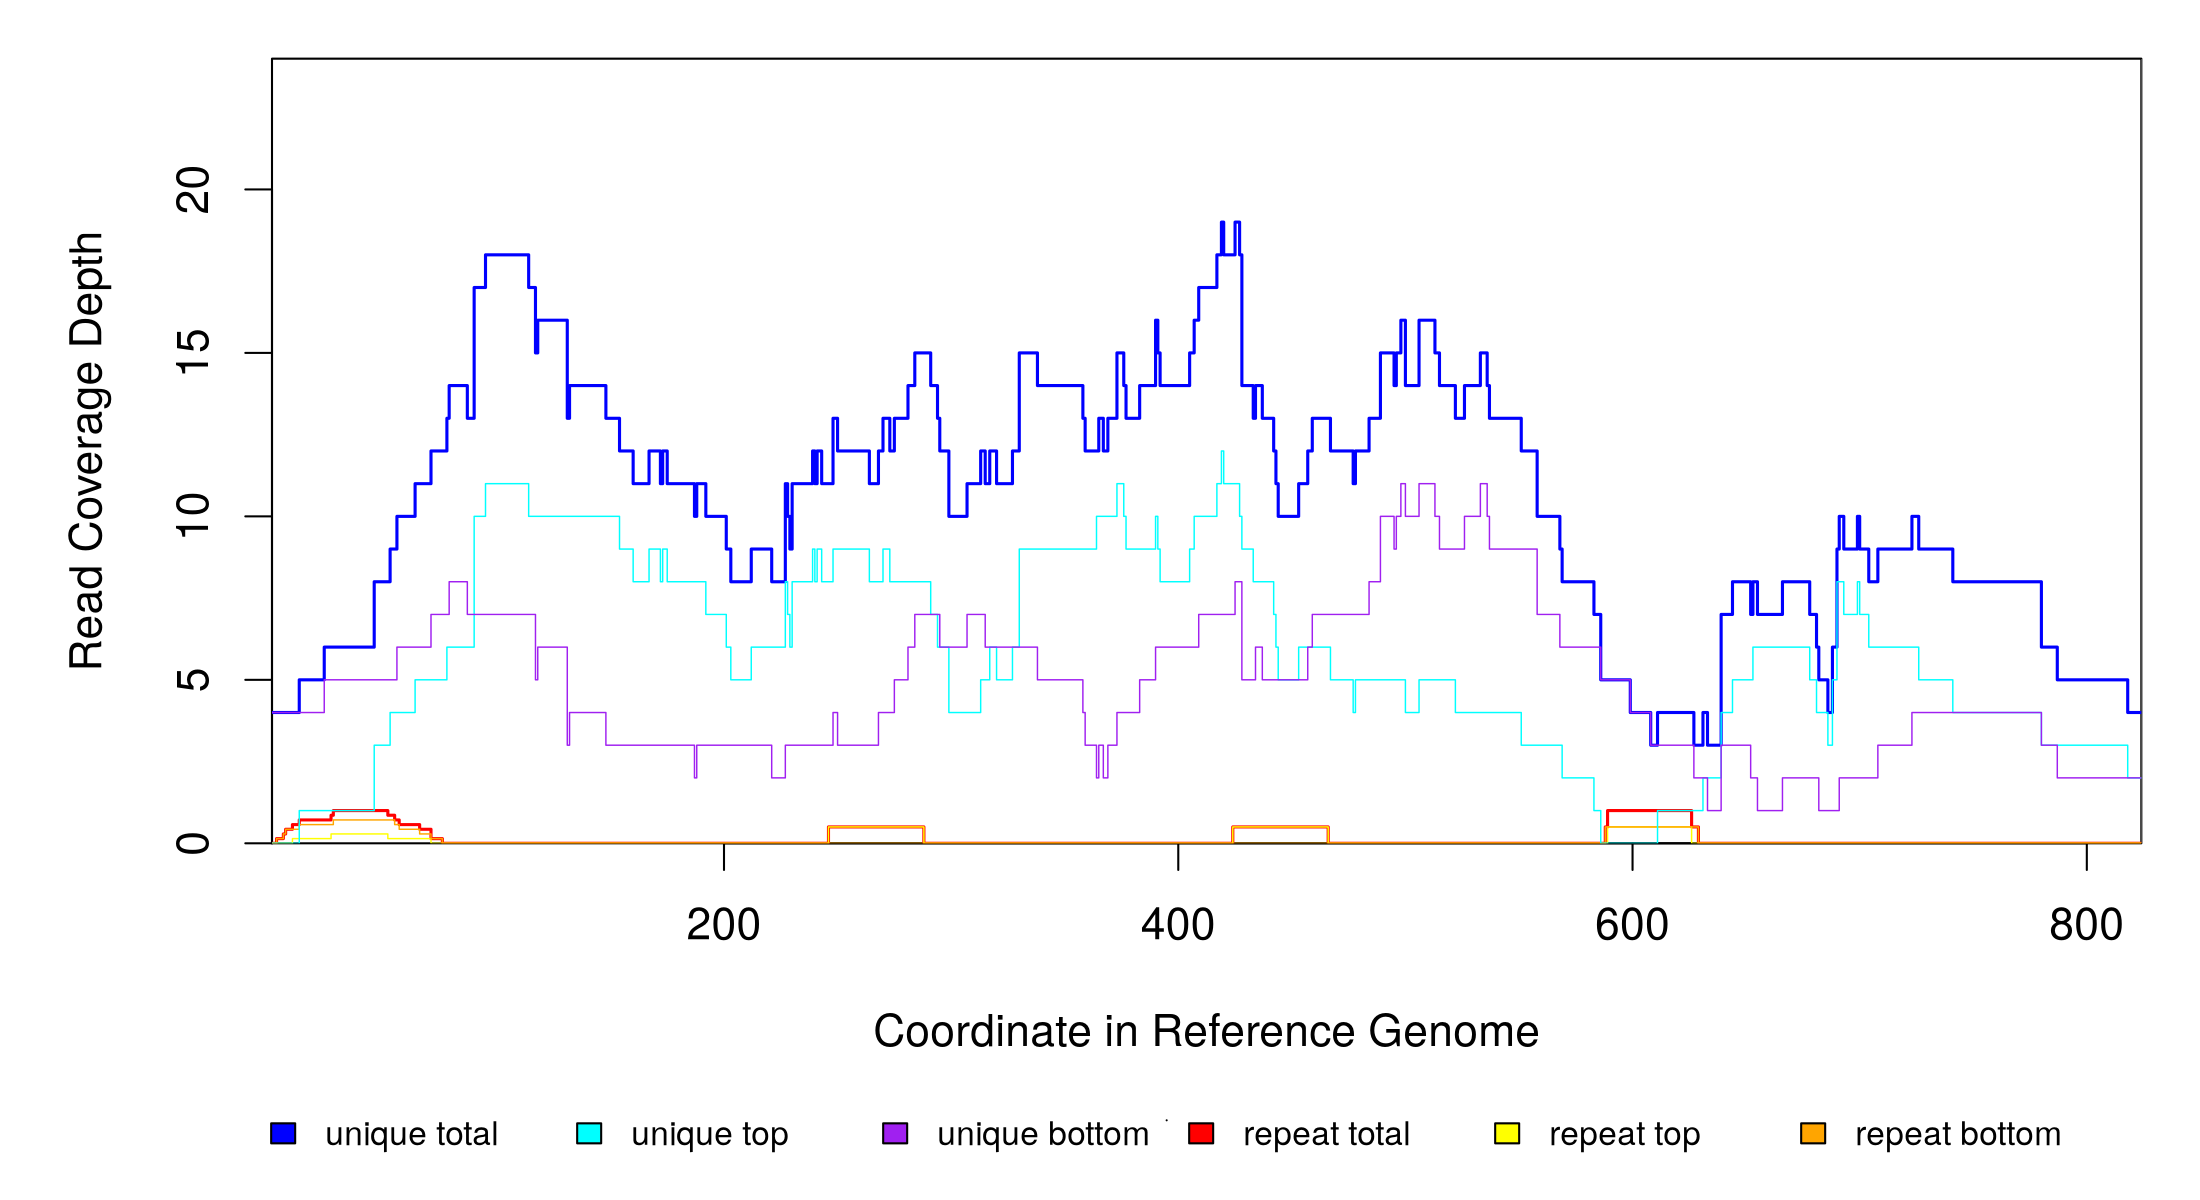 Read Coverage Depth
20
15
10
5
0
200 400 600 800
Coordinate in Reference Genome
unique total unique top unique bottom repeat total repeat top repeat bottom